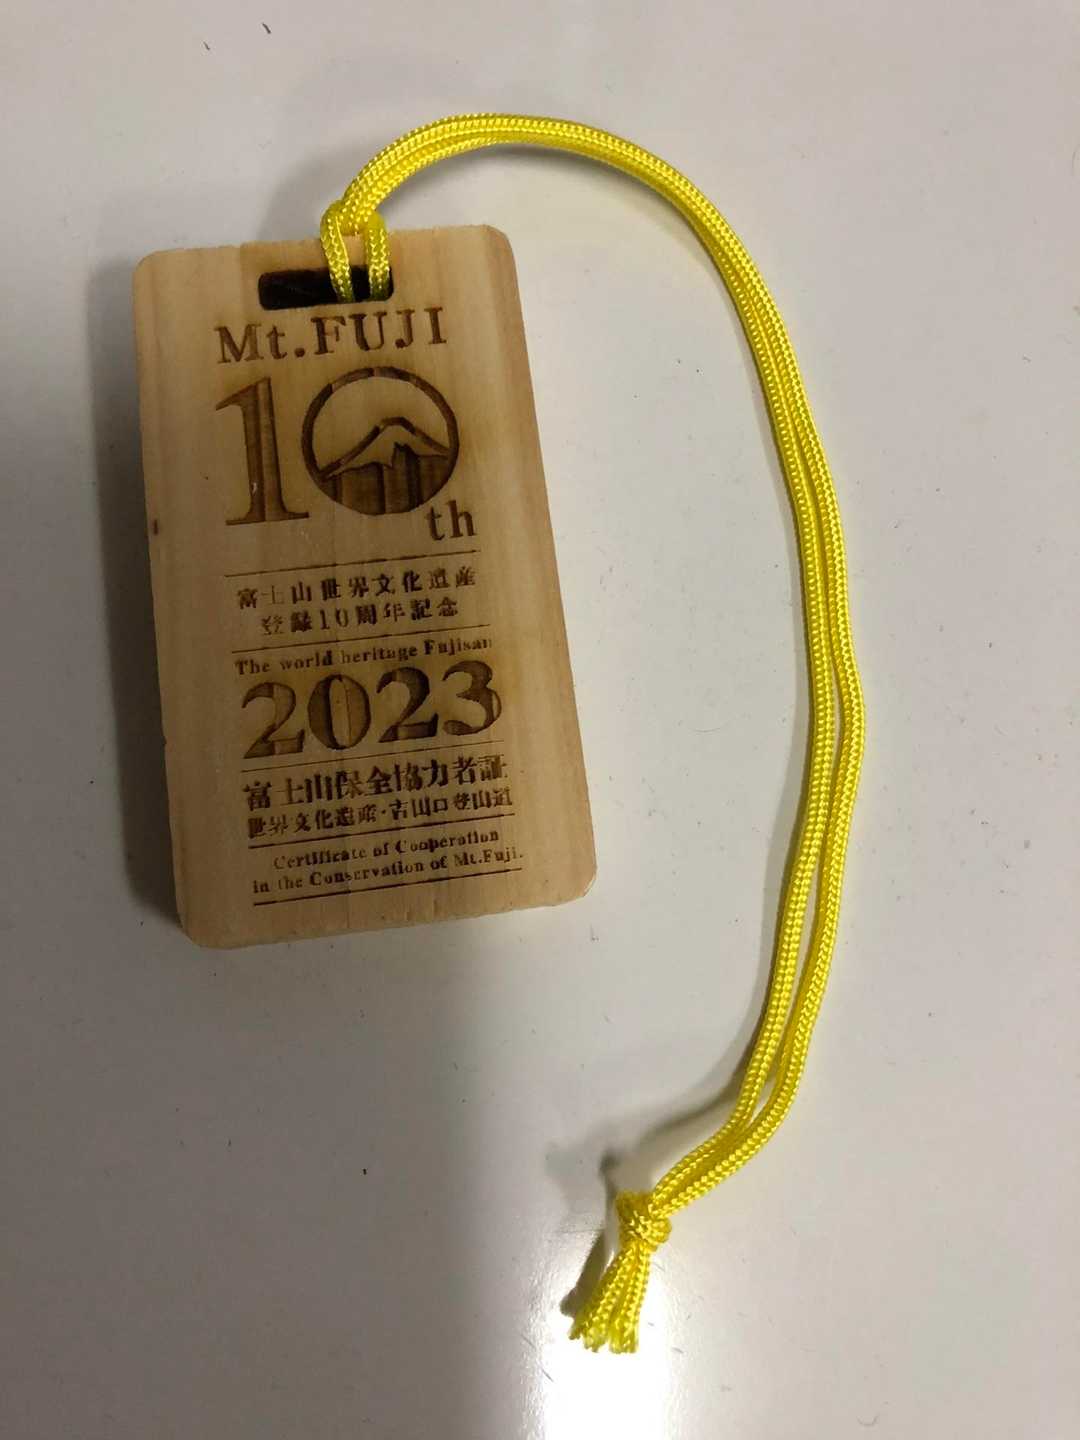 Mt.FUJI
10th
富士山世界文化遺産
登録10周年記念
The world heritage Fujisan
2023
富士山保全協力者証
世界文化遺産・吉田口登山道
Certificate of Cooperation
in the Conservation of Mt.Fuji.